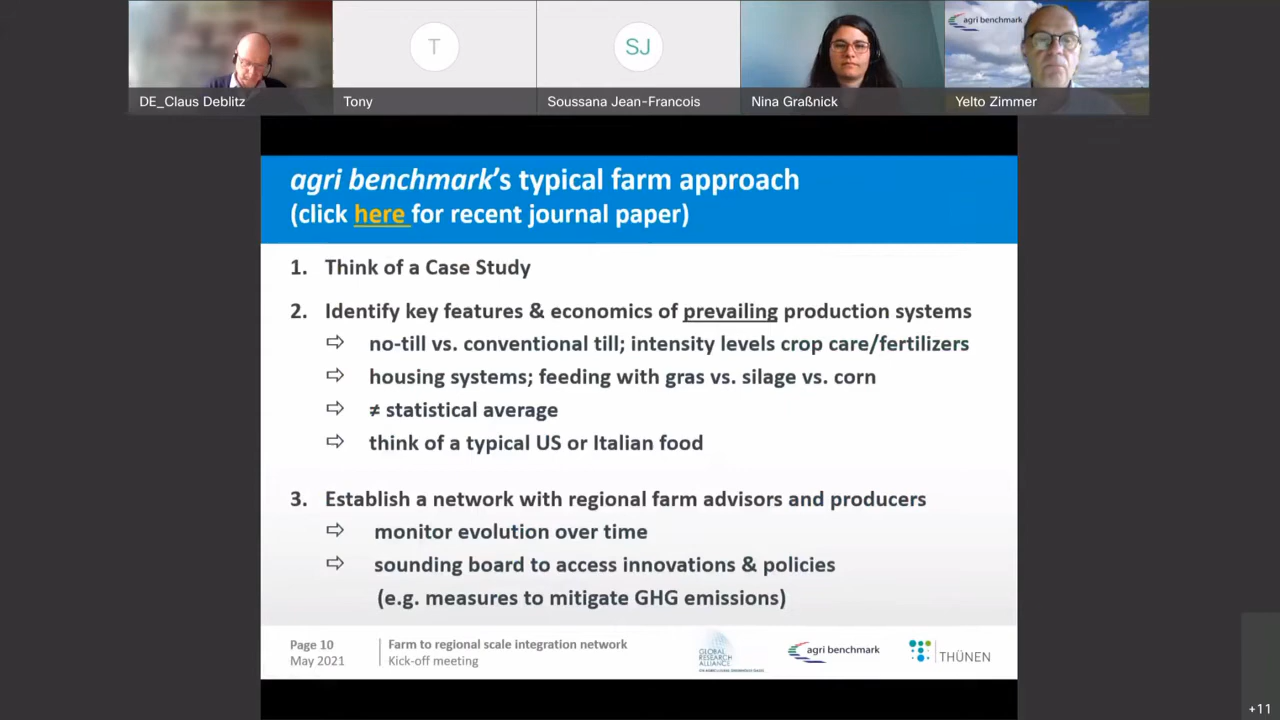 agri benchmark
T
SJ
DE_Claus Deblitz
Tony
Soussana Jean-Francois
Nina Graßnick
Yelto Zimmer
agri benchmark's typical farm approach
(click here for recent journal paper)
1. Think of a Case Study
2. Identify key features & economics of prevailing production systems
⇨ no-till vs. conventional till; intensity levels crop care/fertilizers
⇨ housing systems; feeding with gras vs. silage vs. corn
⇨ ≠ statistical average
⇨ think of a typical US or Italian food
3. Establish a network with regional farm advisors and producers
⇨ monitor evolution over time
⇨ sounding board to access innovations & policies
(e.g. measures to mitigate GHG emissions)
Page 10
May 2021
Farm to regional scale integration network
Kick-off meeting
GLOBAL
RESEARCH
ALLIANCE
agri benchmark
THÜNEN
+11